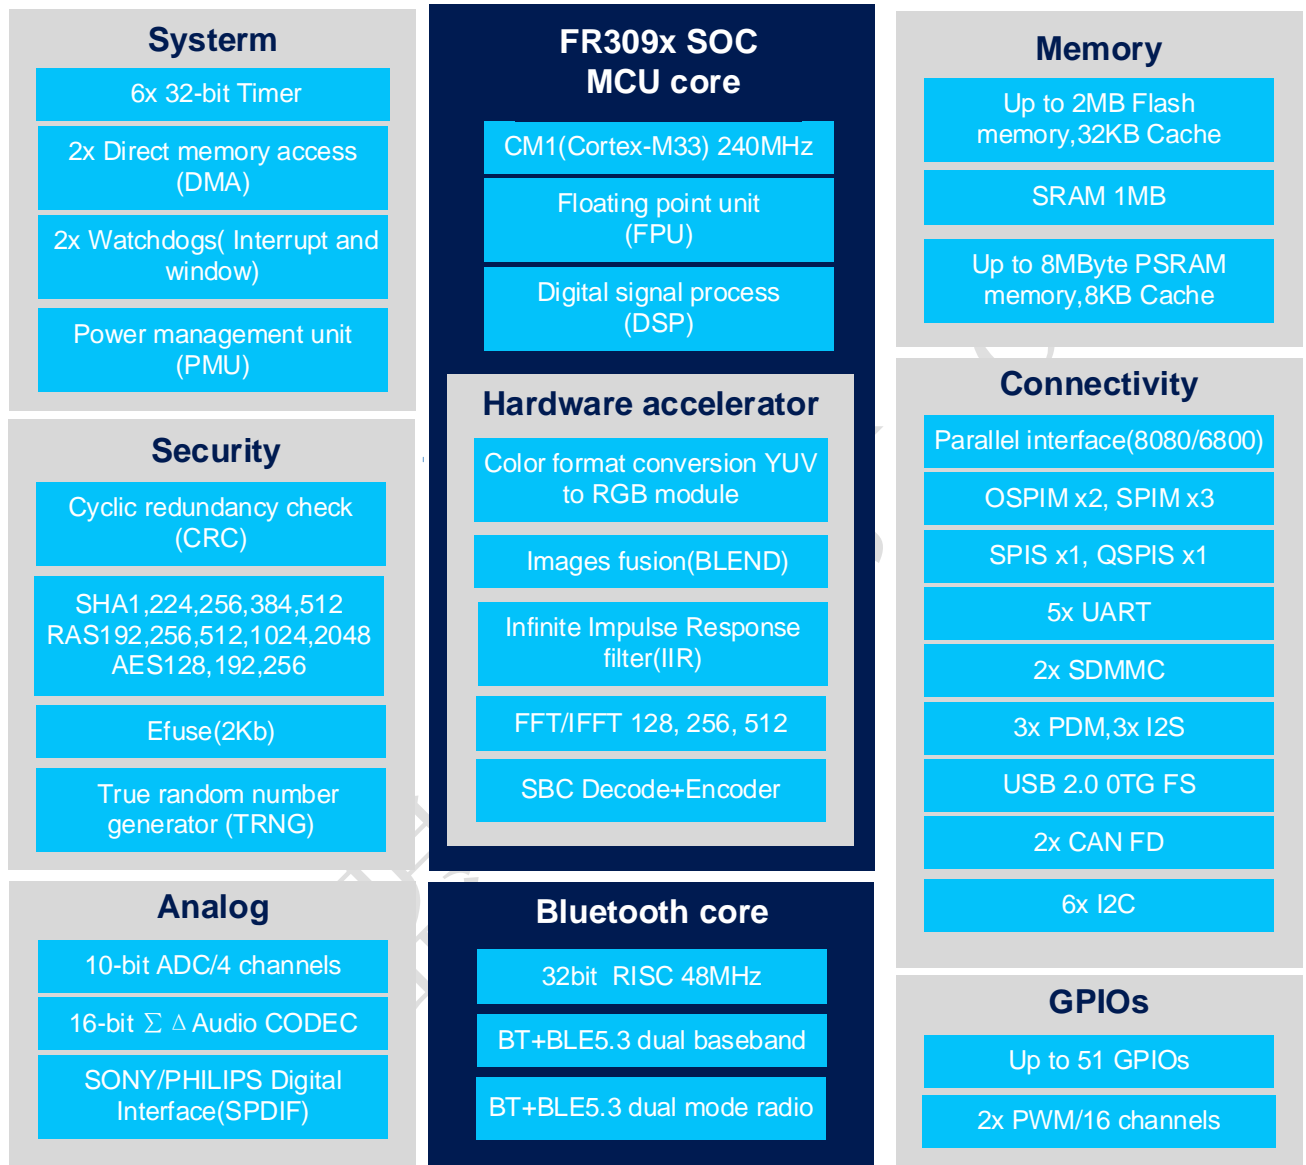 Systerm
6x 32-bit Timer
2x Direct memory access
(DMA)
2x Watchdogs( Interrupt and
window)
Power management unit
(PMU)
Security
Cyclic redundancy check
(CRC)
SHA1,224,256,384,512
RAS192,256,512,1024,2048
AES128,192,256
Efuse(2Kb)
True random number
generator (TRNG)
Analog
10-bit ADC/4 channels
16-bit ∑ Δ Audio CODEC
SONY/PHILIPS Digital
Interface(SPDIF)
FR309x SOC
MCU core
CM1(Cortex-M33) 240MHz
Floating point unit
(FPU)
Digital signal process
(DSP)
Hardware accelerator
Color format conversion YUV
to RGB module
Images fusion(BLEND)
Infinite Impulse Response
filter(IIR)
FFT/IFFT 128, 256, 512
SBC Decode+Encoder
Bluetooth core
32bit  RISC 48MHz
BT+BLE5.3 dual baseband
BT+BLE5.3 dual mode radio
Memory
Up to 2MB Flash
memory,32KB Cache
SRAM 1MB
Up to 8MByte PSRAM
memory,8KB Cache
Connectivity
Parallel interface(8080/6800)
OSPIM x2, SPIM x3
SPIS x1, QSPIS x1
5x UART
2x SDMMC
3x PDM,3x I2S
USB 2.0 0TG FS
2x CAN FD
6x I2C
GPIOs
Up to 51 GPIOs
2x PWM/16 channels